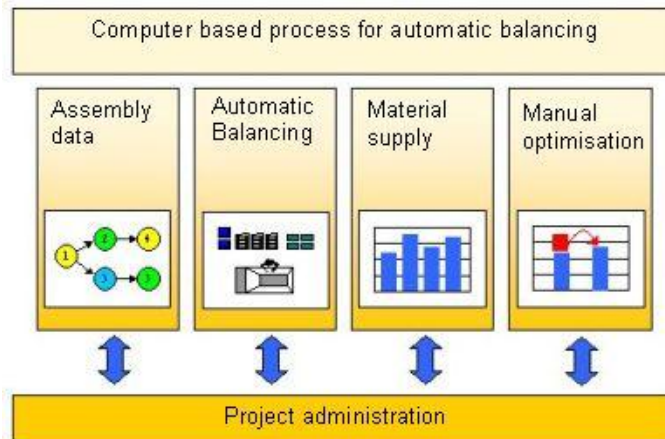 Computer based process for automatic balancing
Assembly
data
Automatic
Balancing
Material
supply
Manual
optimisation
1
2
4
3
Project administration